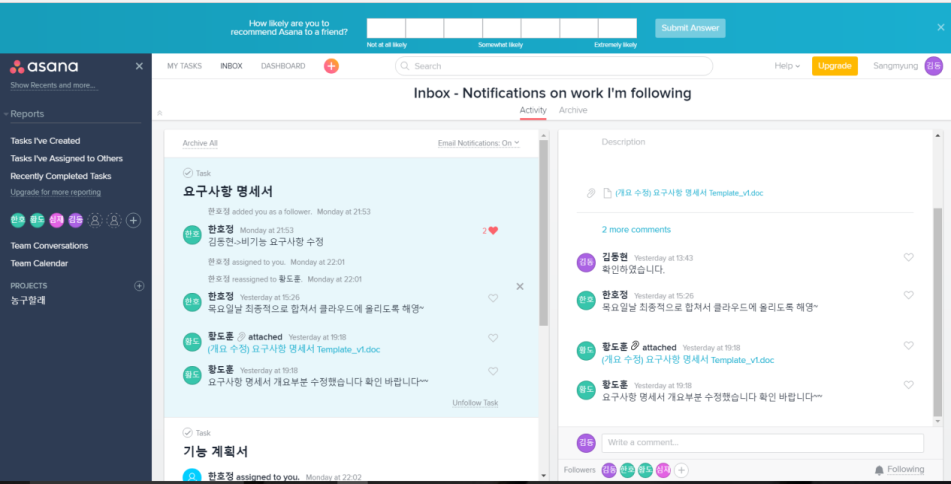 How likely are you to
recommend Asana to a friend?
Not at all likely
Somewhat likely
Extremely likely
Submit Answer
asana
Show Recents and more...
Reports
Tasks I've Created
Tasks I've Assigned to Others
Recently Completed Tasks
Upgrade for more reporting
한호 황도 심재 김동
Team Conversations
Team Calendar
PROJECTS
농구할래
MY TASKS INBOX DASHBOARD
Search
Help
Upgrade
Sangmyung 김동
Inbox - Notifications on work I'm following
Activity Archive
Archive All
Email Notifications: On
Task
요구사항 명세서
한호정 added you as a follower. Monday at 21:53
한호 한호정 Monday at 21:53
김동현->비기능 요구사항 수정
2
한호정 assigned to you. Monday at 22:01
한호정 reassigned to 황도훈. Monday at 22:01
한호 한호정 Yesterday at 15:26
목요일날 최종적으로 합쳐서 클라우드에 올리도록 해영~
황도 황도훈 attached Yesterday at 19:18
(개요 수정) 요구사항 명세서 Template_v1.doc
황도 황도훈 Yesterday at 19:18
요구사항 명세서 개요부분 수정했습니다 확인 바랍니다~~
Unfollow Task
Task
기능 계획서
한호정 assigned to you. Monday at 22:02
Description
(개요 수정) 요구사항 명세서 Template_v1.doc
2 more comments
김동 김동현 Yesterday at 13:43
확인하였습니다.
한호 한호정 Yesterday at 15:26
목요일날 최종적으로 합쳐서 클라우드에 올리도록 해영~
황도 황도훈 attached Yesterday at 19:18
(개요 수정) 요구사항 명세서 Template_v1.doc
황도 황도훈 Yesterday at 19:18
요구사항 명세서 개요부분 수정했습니다 확인 바랍니다~~
김동 Write a comment...
Followers 김동 한호 황도 심재
Following